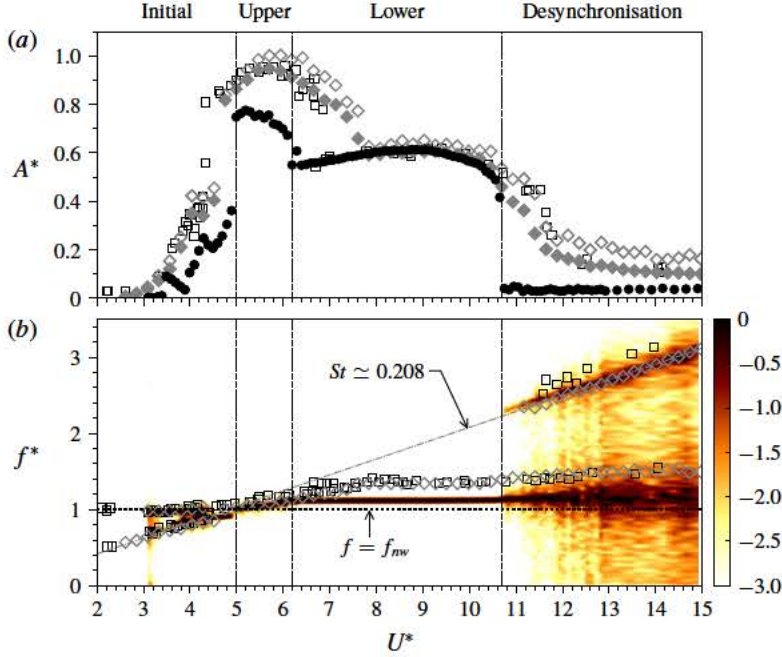 Initial Upper Lower Desynchronisation
(a)
1.0
0.8
0.6
A*
0.4
0.2
0
(b)
0
3
St ≃ 0.208
−0.5
−1.0
2
f*
−1.5
−2.0
1
f = f_nw
−2.5
0
−3.0
2 3 4 5 6 7 8 9 10 11 12 13 14 15
U*